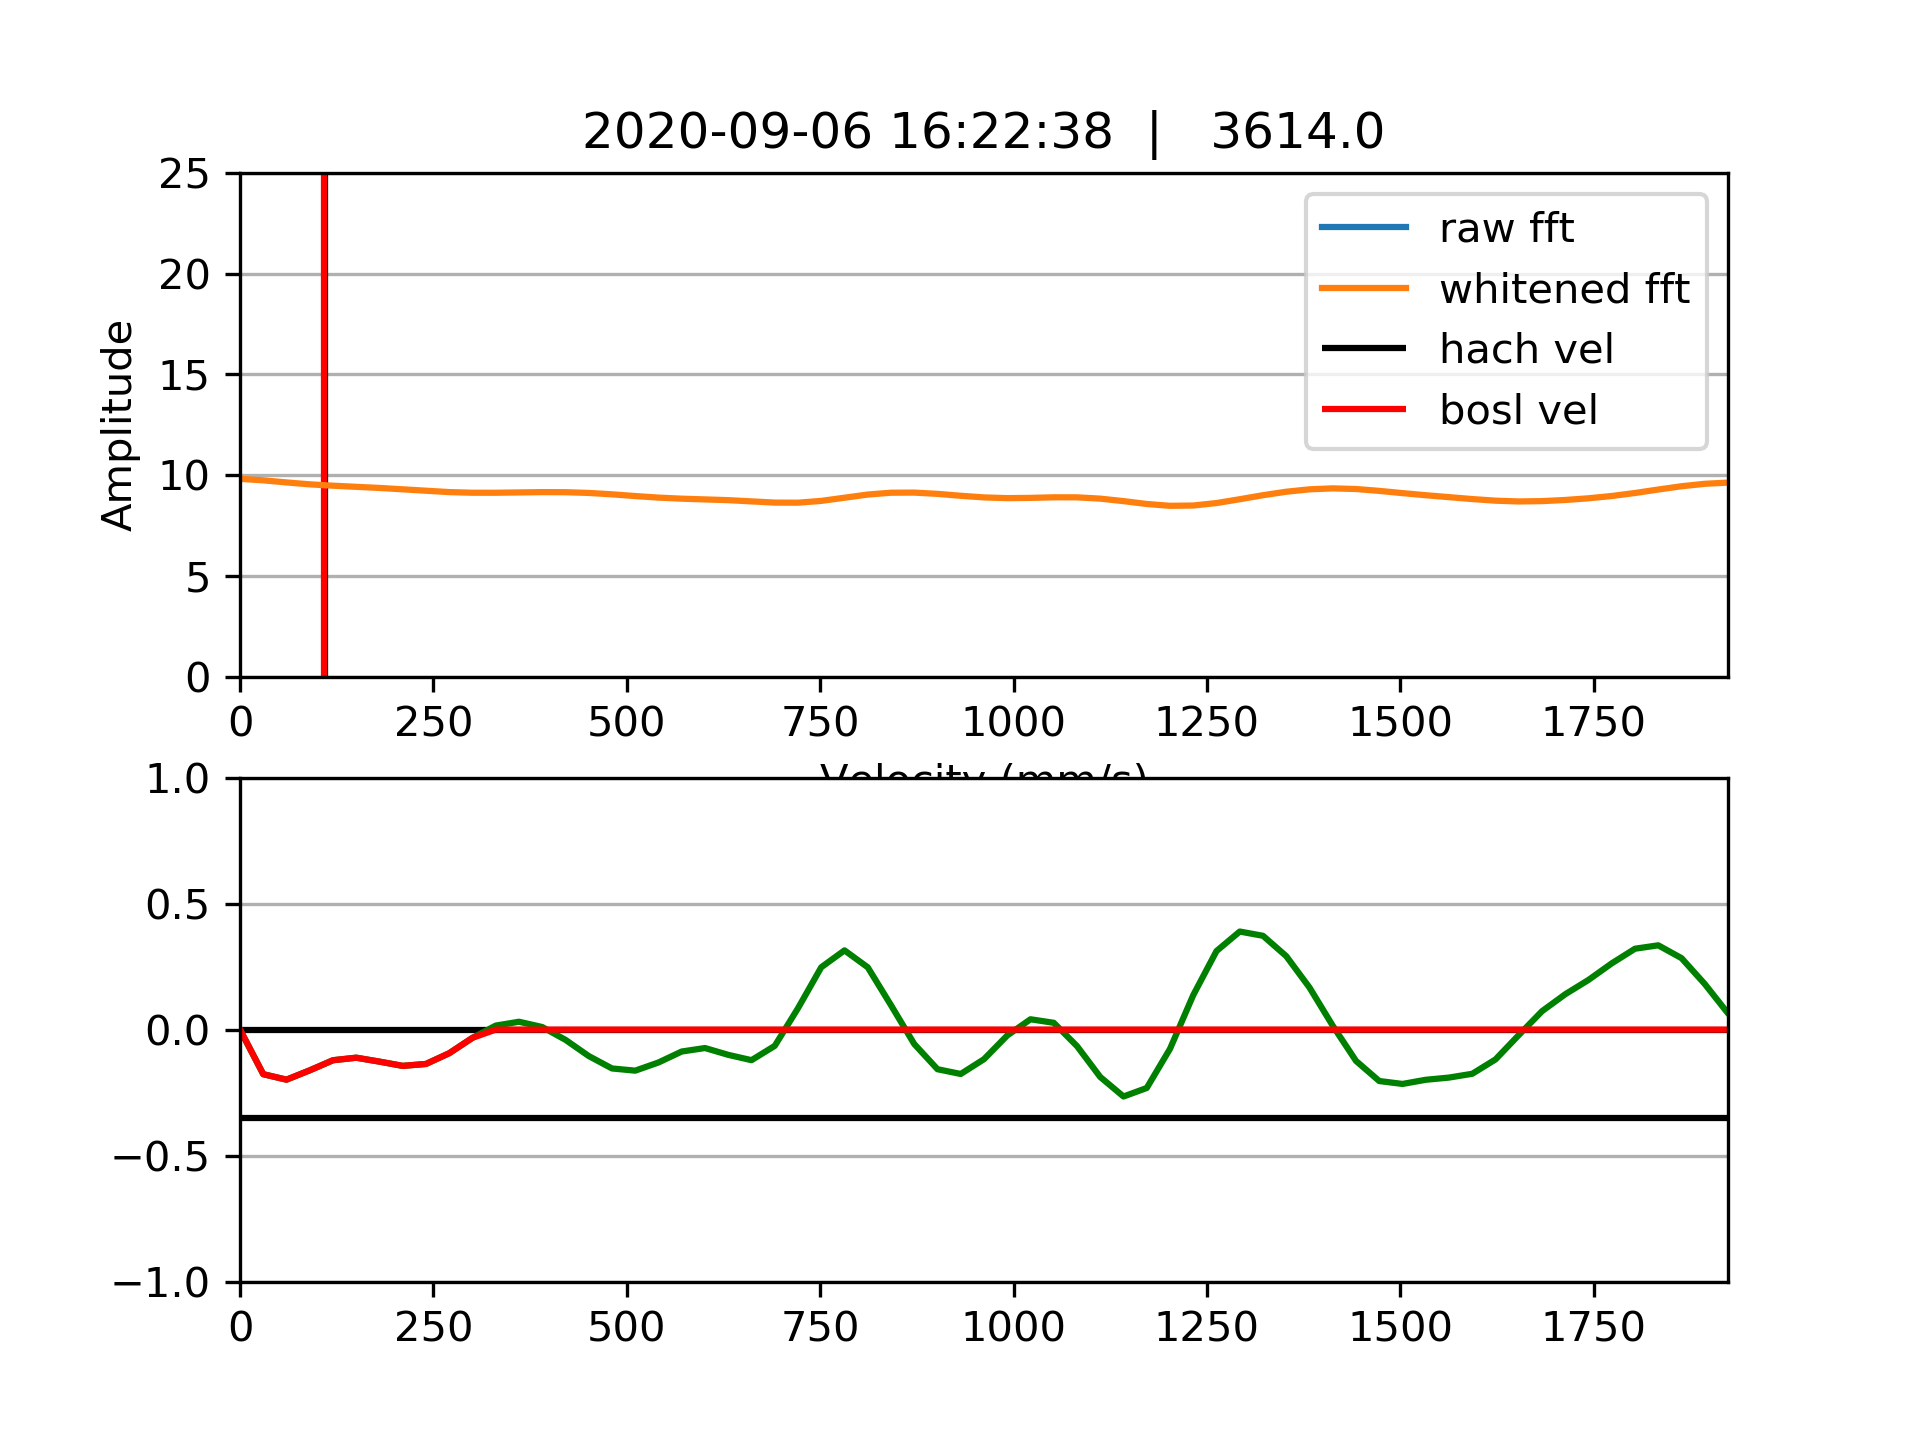 2020-09-06 16:22:38 | 3614.0
25
20
15
10
5
0
Amplitude
raw fft
whitened fft
hach vel
bosl vel
0 250 500 750 1000 1250 1500 1750
Velocity (mm/s)
1.0
0.5
0.0
−0.5
−1.0
0 250 500 750 1000 1250 1500 1750